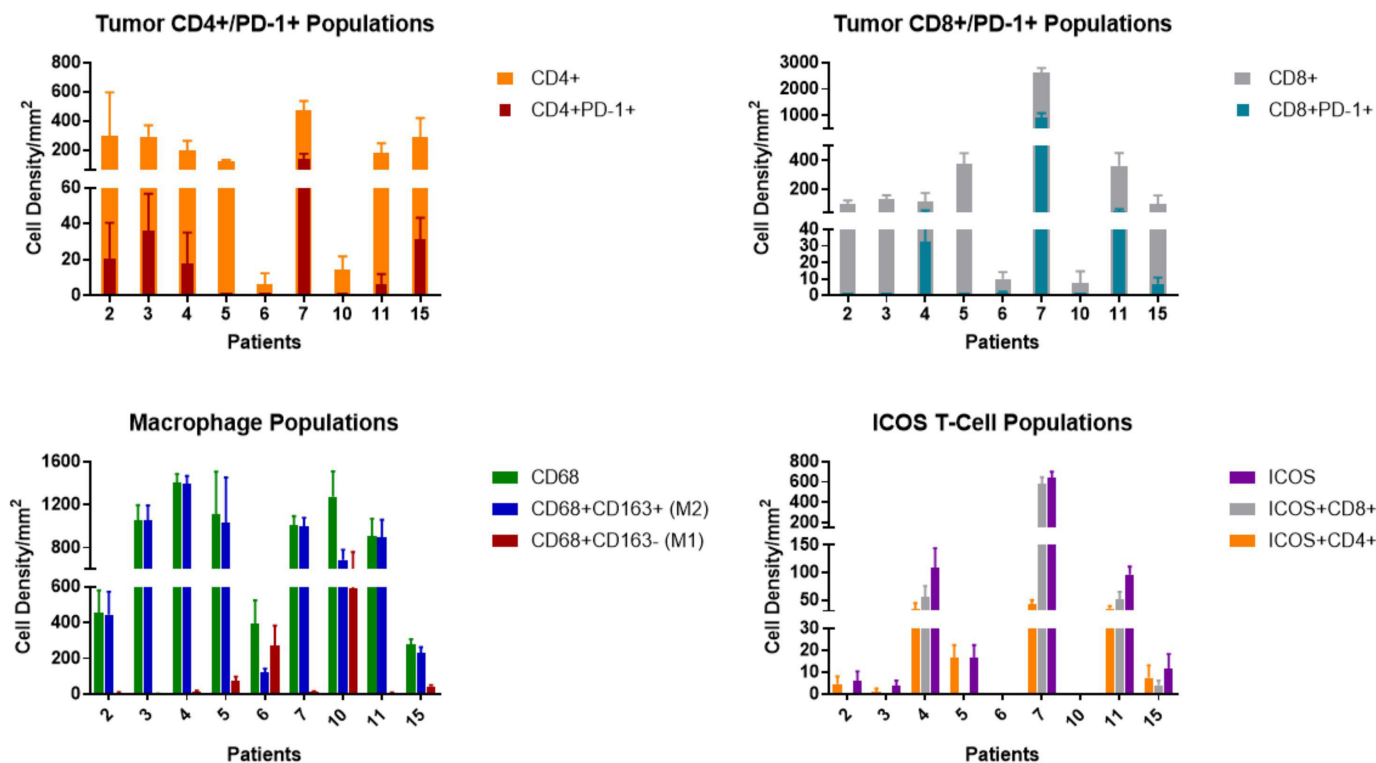 Tumor CD4+/PD-1+ Populations
Cell Density/mm2
800
600
400
200
60
40
20
0
2 3 4 5 6 7 10 11 15
Patients
CD4+
CD4+PD-1+
Tumor CD8+/PD-1+ Populations
Cell Density/mm2
3000
2000
1000
400
200
40
30
20
10
0
2 3 4 5 6 7 10 11 15
Patients
CD8+
CD8+PD-1+
Macrophage Populations
Cell Density/mm2
1600
1200
800
600
400
200
0
2 3 4 5 6 7 10 11 15
Patients
CD68
CD68+CD163+ (M2)
CD68+CD163- (M1)
ICOS T-Cell Populations
Cell Density/mm2
800
600
400
200
150
100
50
30
20
10
0
2 3 4 5 6 7 10 11 15
Patients
ICOS
ICOS+CD8+
ICOS+CD4+